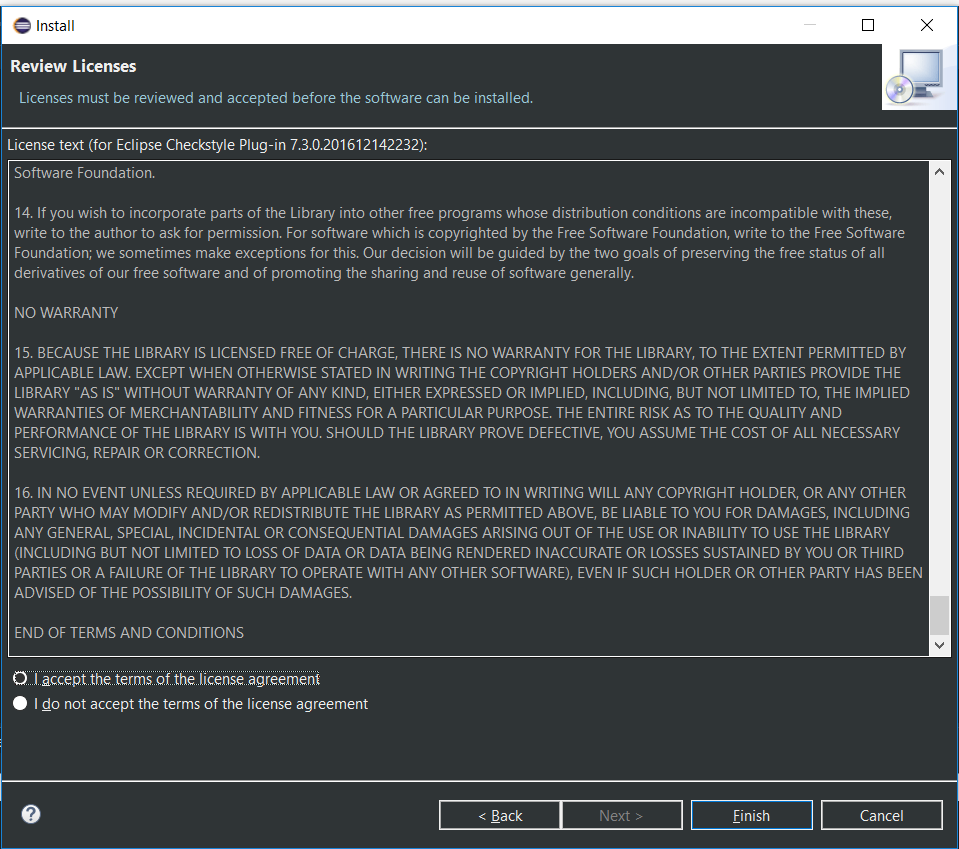 Install
Review Licenses
Licenses must be reviewed and accepted before the software can be installed.
License text (for Eclipse Checkstyle Plug-in 7.3.0.201612142232):
Software Foundation.
14. If you wish to incorporate parts of the Library into other free programs whose distribution conditions are incompatible with these,
write to the author to ask for permission. For software which is copyrighted by the Free Software Foundation, write to the Free Software
Foundation; we sometimes make exceptions for this. Our decision will be guided by the two goals of preserving the free status of all
derivatives of our free software and of promoting the sharing and reuse of software generally.
NO WARRANTY
15. BECAUSE THE LIBRARY IS LICENSED FREE OF CHARGE, THERE IS NO WARRANTY FOR THE LIBRARY, TO THE EXTENT PERMITTED BY
APPLICABLE LAW. EXCEPT WHEN OTHERWISE STATED IN WRITING THE COPYRIGHT HOLDERS AND/OR OTHER PARTIES PROVIDE THE
LIBRARY "AS IS" WITHOUT WARRANTY OF ANY KIND, EITHER EXPRESSED OR IMPLIED, INCLUDING, BUT NOT LIMITED TO, THE IMPLIED
WARRANTIES OF MERCHANTABILITY AND FITNESS FOR A PARTICULAR PURPOSE. THE ENTIRE RISK AS TO THE QUALITY AND
PERFORMANCE OF THE LIBRARY IS WITH YOU. SHOULD THE LIBRARY PROVE DEFECTIVE, YOU ASSUME THE COST OF ALL NECESSARY
SERVICING, REPAIR OR CORRECTION.
16. IN NO EVENT UNLESS REQUIRED BY APPLICABLE LAW OR AGREED TO IN WRITING WILL ANY COPYRIGHT HOLDER, OR ANY OTHER
PARTY WHO MAY MODIFY AND/OR REDISTRIBUTE THE LIBRARY AS PERMITTED ABOVE, BE LIABLE TO YOU FOR DAMAGES, INCLUDING
ANY GENERAL, SPECIAL, INCIDENTAL OR CONSEQUENTIAL DAMAGES ARISING OUT OF THE USE OR INABILITY TO USE THE LIBRARY
(INCLUDING BUT NOT LIMITED TO LOSS OF DATA OR DATA BEING RENDERED INACCURATE OR LOSSES SUSTAINED BY YOU OR THIRD
PARTIES OR A FAILURE OF THE LIBRARY TO OPERATE WITH ANY OTHER SOFTWARE), EVEN IF SUCH HOLDER OR OTHER PARTY HAS BEEN
ADVISED OF THE POSSIBILITY OF SUCH DAMAGES.
END OF TERMS AND CONDITIONS
I accept the terms of the license agreement
I do not accept the terms of the license agreement
?
< Back
Next >
Finish
Cancel